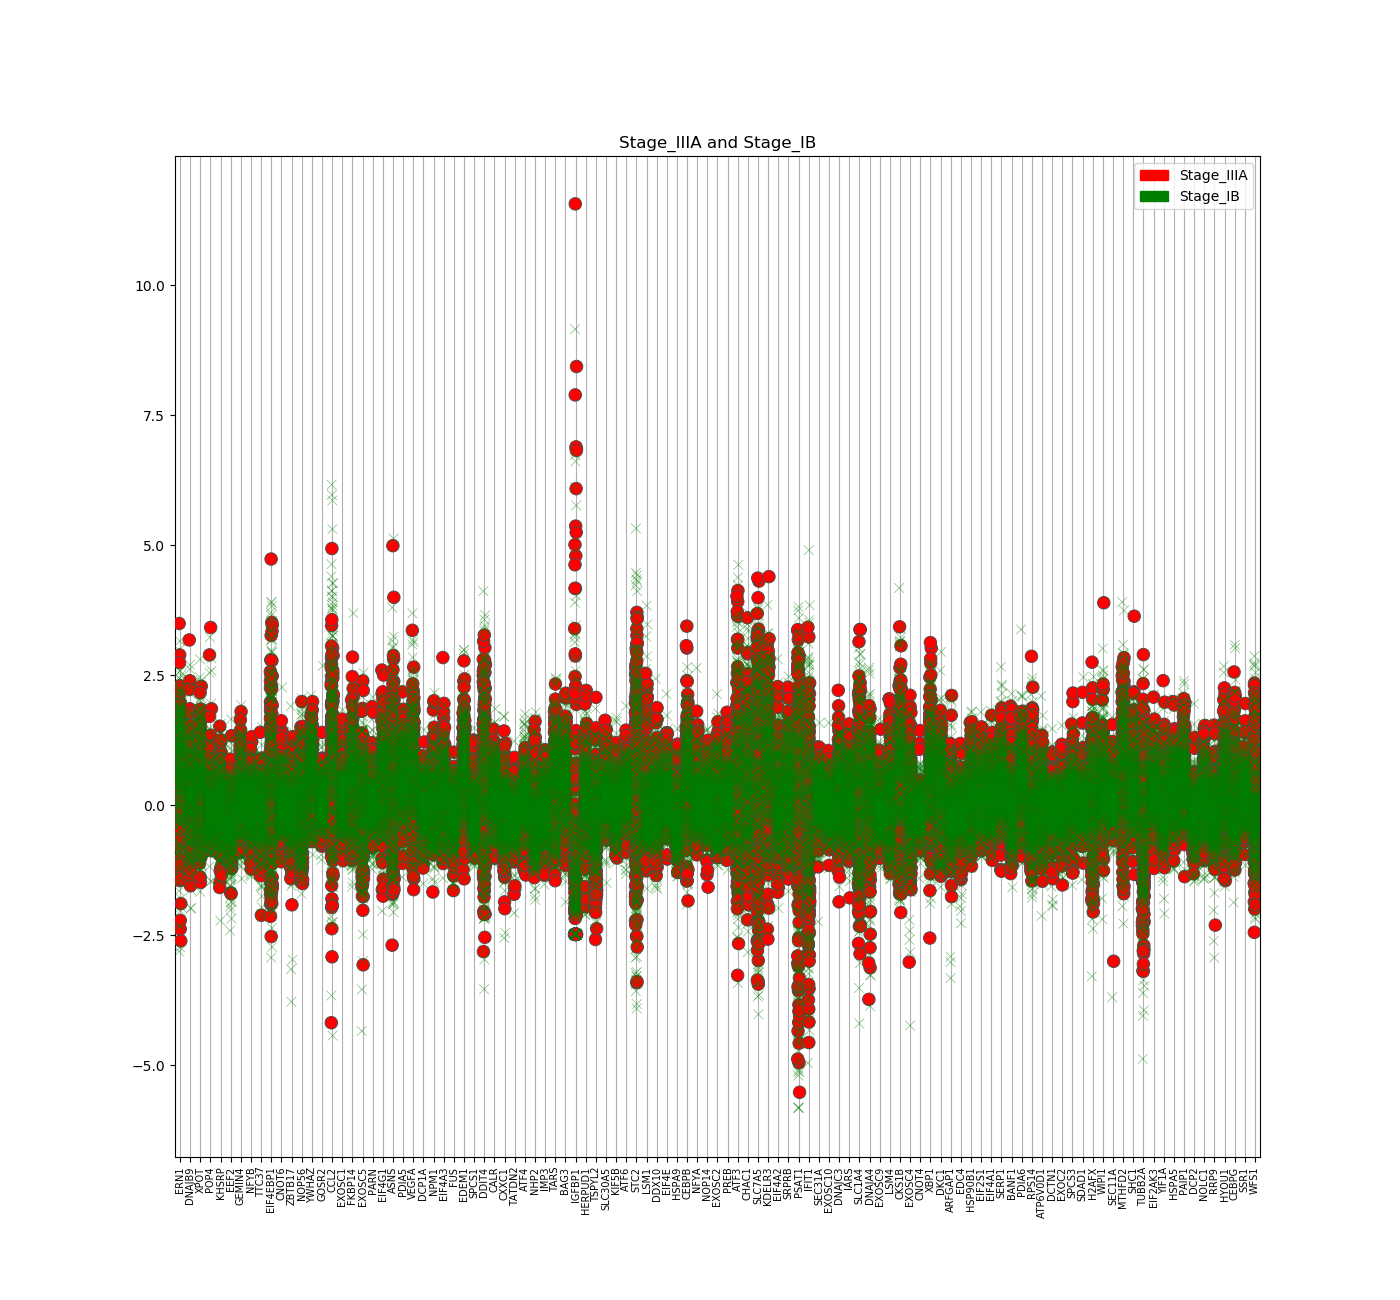 Stage_IIIA and Stage_IB
Stage_IIIA
Stage_IB
10.0
7.5
5.0
2.5
0.0
−2.5
−5.0
ERN1
DNAJB9
XPOT
POP4
KHSRP
EEF2
GEMIN4
NFYB
TTC37
EIF4EBP1
CNOT6
ZBTB17
NOP56
YWHAZ
GOSR2
CCL2
EXOSC1
FKBP14
EXOSC5
PARN
EIF4G1
ASNS
PDIA5
VEGFA
DCP1A
NPM1
EIF4A3
FUS
EDEM1
SPCS1
DDIT4
CALR
CXXC1
TATDN2
ATF4
NHP2
IMP3
TARS
BAG3
IGFBP1
HERPUD1
TSPYL2
SLC30A5
KIF5B
ATF6
STC2
LSM1
DDX10
EIF4E
HSPA9
CEBPB
NFYA
NOP14
EXOSC2
PREB
ATF3
CHAC1
SLC7A5
KDELR3
EIF4A2
SRPRB
PSAT1
IFIT1
SEC31A
EXOSC10
DNAJC3
IARS
SLC1A4
DNAJA4
EXOSC9
LSM4
CKS1B
EXOSC4
CNOT4
XBP1
DKC1
ARFGAP1
EDC4
HSP90B1
EIF2S1
EIF4A1
SERP1
BANF1
PDIA6
RPS14
ATP6V0D1
DCTN1
EXOC2
SPCS3
SDAD1
H2AFX
WIPI1
SEC11A
MTHFD2
SHC1
TUBB2A
EIF2AK3
YIF1A
HSPA5
PAIP1
DCP2
NOLC1
RRP9
HYOU1
CEBPG
SSR1
WFS1